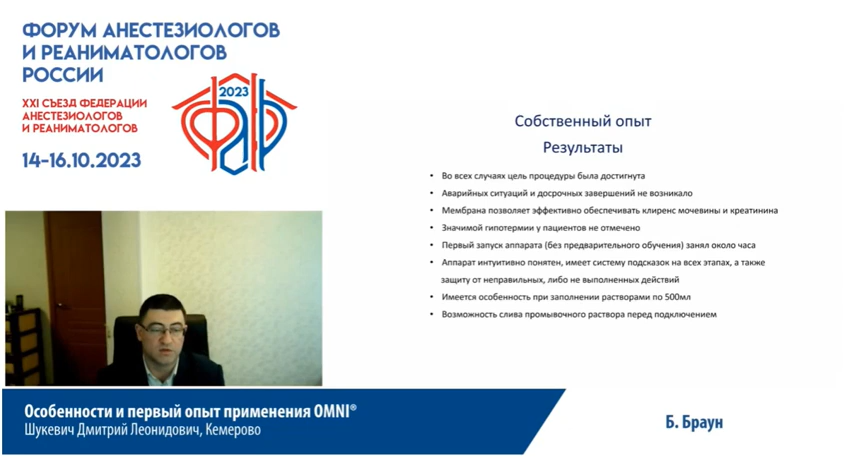 ФОРУМ АНЕСТЕЗИОЛОГОВ
И РЕАНИМАТОЛОГОВ
РОССИИ
XXI СЪЕЗД ФЕДЕРАЦИИ
АНЕСТЕЗИОЛОГОВ
И РЕАНИМАТОЛОГОВ
14-16.10.2023
2023
ФАР
Собственный опыт
Результаты
• Во всех случаях цель процедуры была достигнута
• Аварийных ситуаций и досрочных завершений не возникало
• Мембрана позволяет эффективно обеспечивать клиренс мочевины и креатинина
• Значимой гипотермии у пациентов не отмечено
• Первый запуск аппарата (без предварительного обучения) занял около часа
• Аппарат интуитивно понятен, имеет систему подсказок на всех этапах, а также
защиту от неправильных, либо не выполненных действий
• Имеется особенность при заполнении растворами по 500мл
• Возможность слива промывочного раствора перед подключением
Особенности и первый опыт применения OMNI®
Шукевич Дмитрий Леонидович, Кемерово
Б. Браун